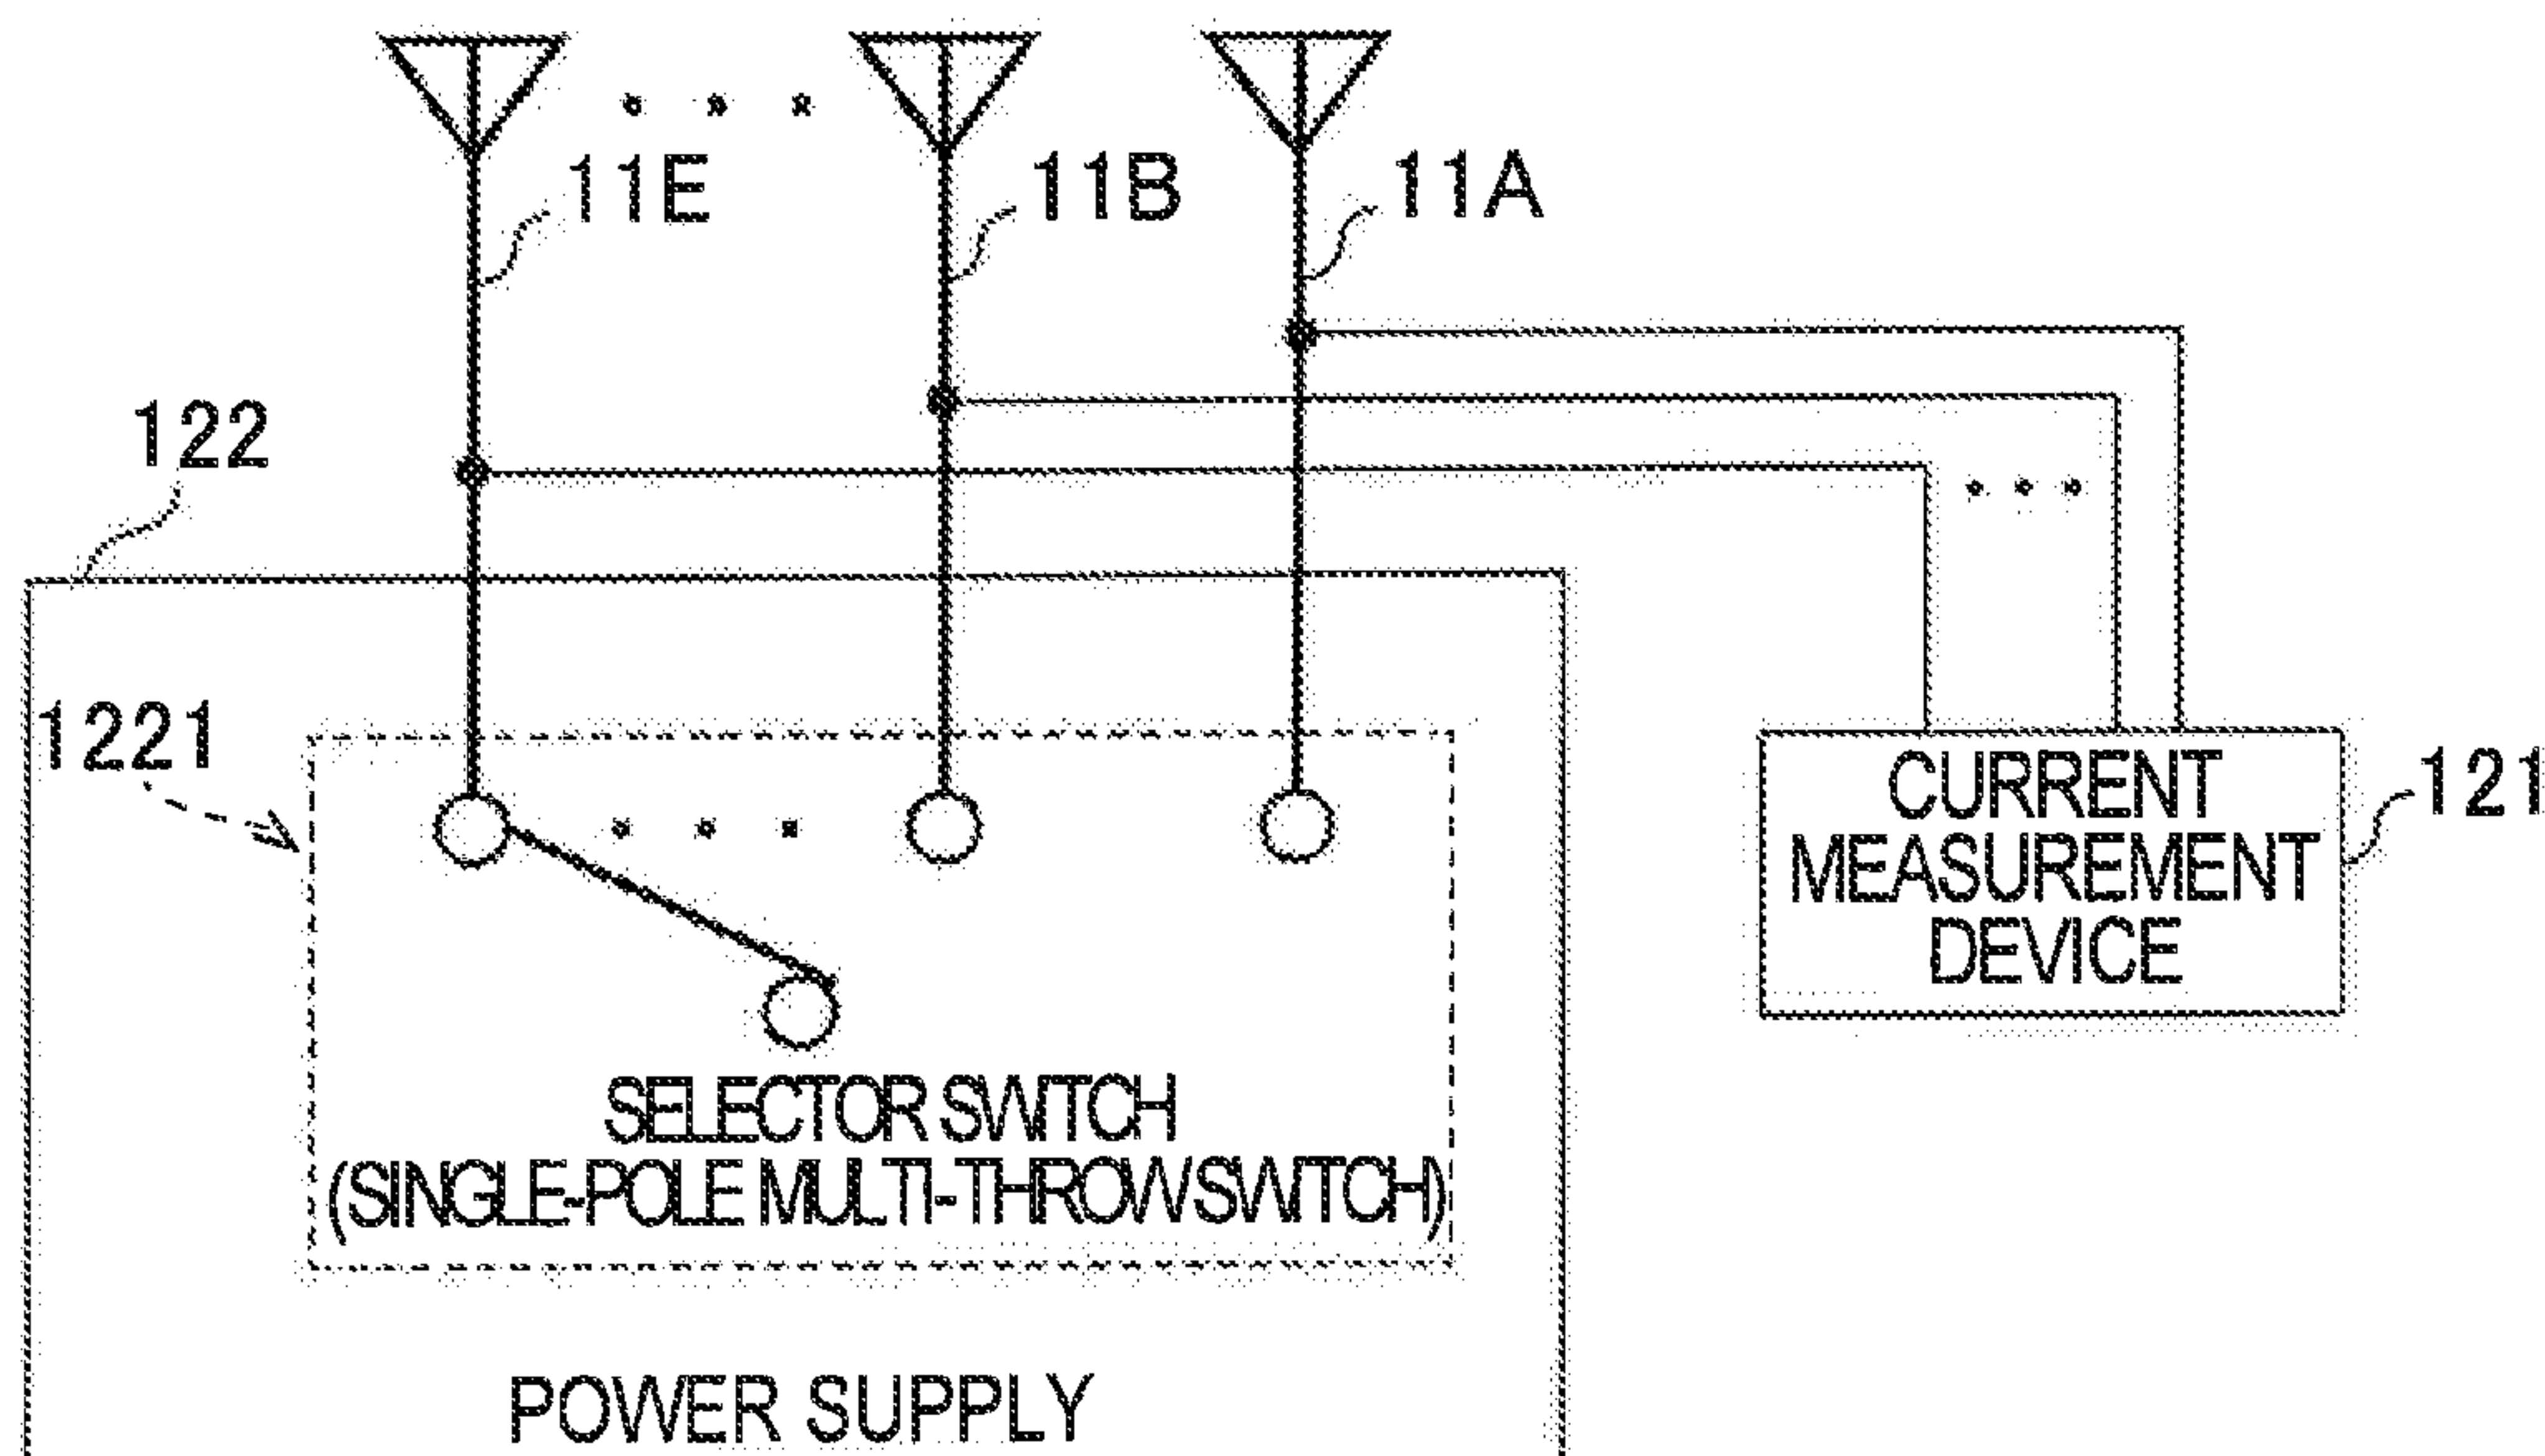 11E
11B
11A
122
1221
CURRENT
MEASUREMENT
DEVICE
121
SELECTOR SWITCH
(SINGLE-POLE MULTI-THROW SWITCH)
POWER SUPPLY